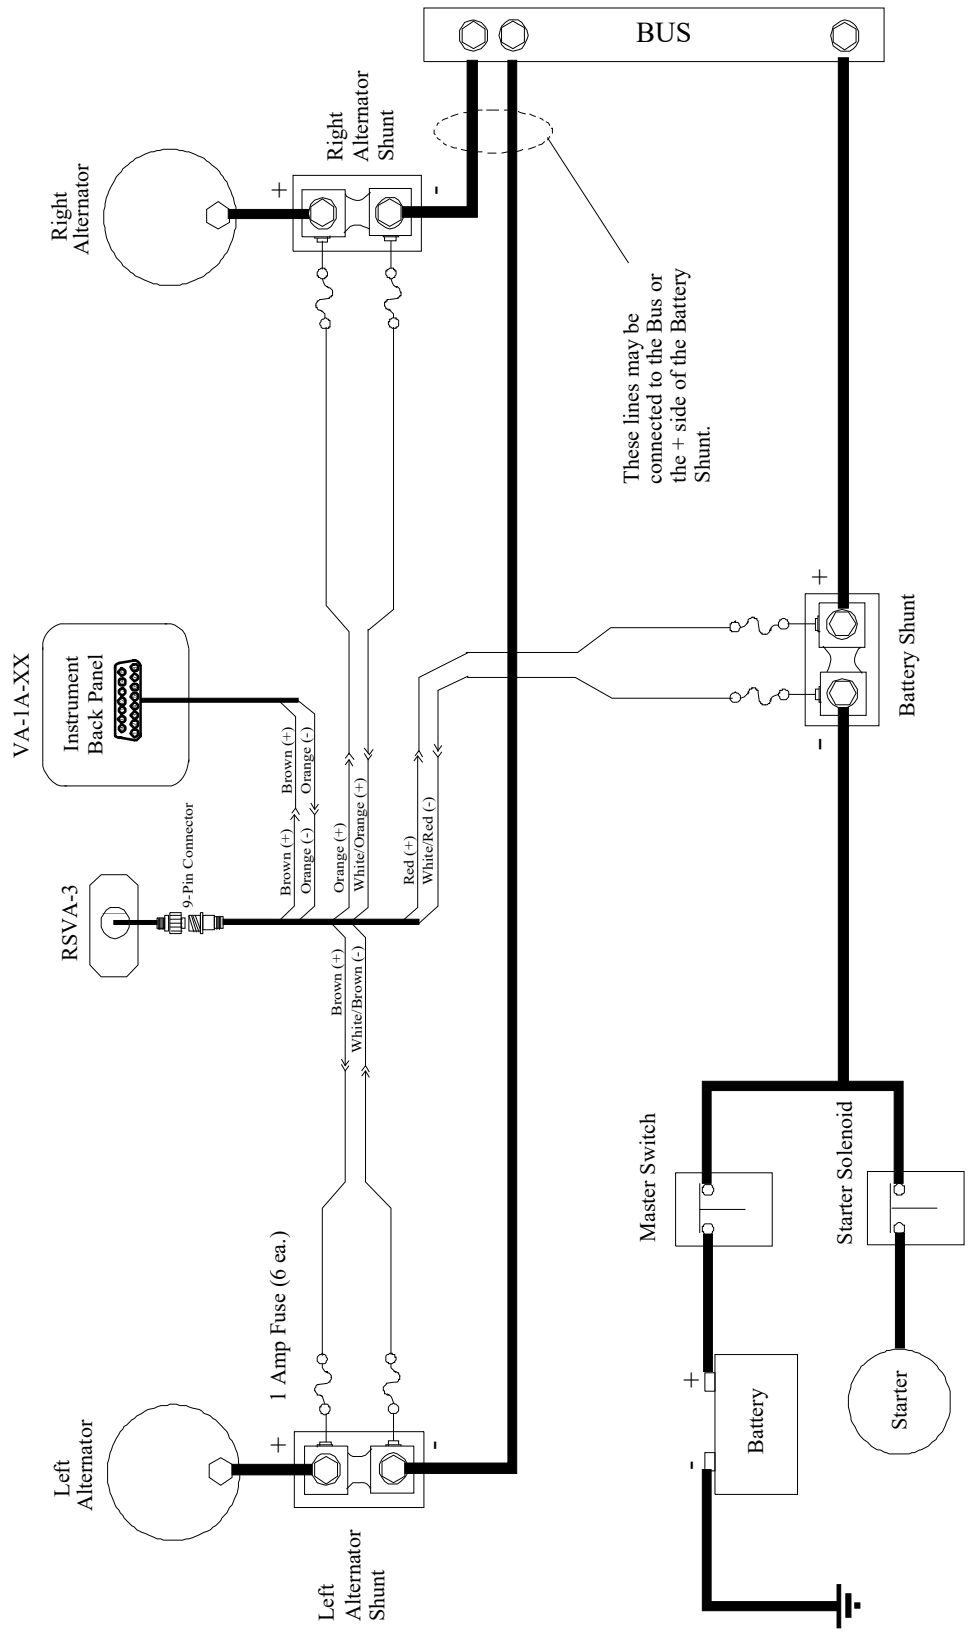 Left
Alternator
+
-
Left
Alternator
Shunt
1 Amp Fuse (6 ea.)
RSVA-3
9-Pin Connector
VA-1A-XX
Instrument
Back Panel
Brown (+)
Brown (+)
Orange (-)
Orange (-)
Orange (+)
White/Orange (+)
Red (+)
White/Red (-)
Brown (+)
White/Brown (-)
Right
Alternator
+
-
Right
Alternator
Shunt
BUS
These lines may be
connected to the Bus or
the + side of the Battery
Shunt.
Master Switch
Starter Solenoid
-
+
Battery
Starter
-
+
Battery Shunt